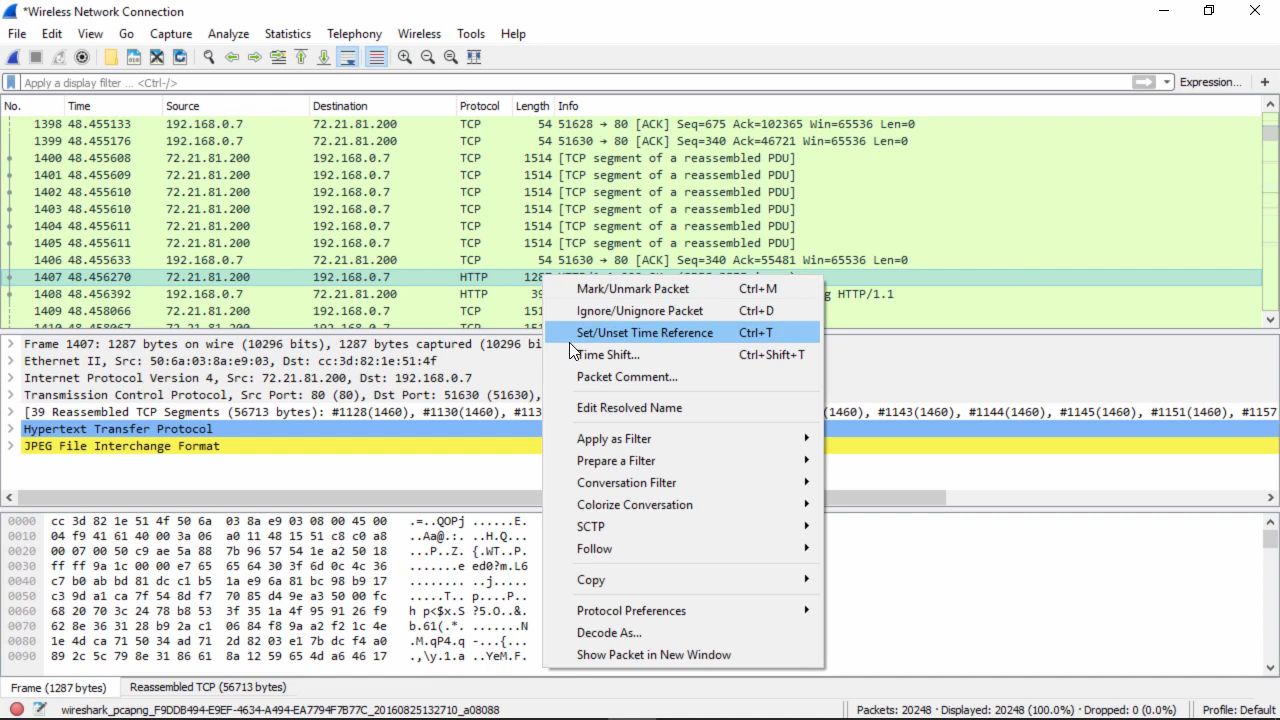 *Wireless Network Connection
File Edit View Go Capture Analyze Statistics Telephony Wireless Tools Help
Apply a display filter ... <Ctrl-/> Expression... +
No. Time Source Destination Protocol Length Info
1398 48.455133 192.168.0.7 72.21.81.200 TCP 54 51628 → 80 [ACK] Seq=675 Ack=102365 Win=65536 Len=0
1399 48.455176 192.168.0.7 72.21.81.200 TCP 54 51630 → 80 [ACK] Seq=340 Ack=46721 Win=65536 Len=0
1400 48.455608 72.21.81.200 192.168.0.7 TCP 1514 [TCP segment of a reassembled PDU]
1401 48.455609 72.21.81.200 192.168.0.7 TCP 1514 [TCP segment of a reassembled PDU]
1402 48.455610 72.21.81.200 192.168.0.7 TCP 1514 [TCP segment of a reassembled PDU]
1403 48.455610 72.21.81.200 192.168.0.7 TCP 1514 [TCP segment of a reassembled PDU]
1404 48.455611 72.21.81.200 192.168.0.7 TCP 1514 [TCP segment of a reassembled PDU]
1405 48.455611 72.21.81.200 192.168.0.7 TCP 1514 [TCP segment of a reassembled PDU]
1406 48.455633 192.168.0.7 72.21.81.200 TCP 54 51630 → 80 [ACK] Seq=340 Ack=55481 Win=65536 Len=0
1407 48.456270 72.21.81.200 192.168.0.7 HTTP 128
1408 48.456392 192.168.0.7 72.21.81.200 HTTP 39 g HTTP/1.1
1409 48.458066 72.21.81.200 192.168.0.7 TCP 151
Mark/Unmark Packet Ctrl+M
Ignore/Unignore Packet Ctrl+D
Set/Unset Time Reference Ctrl+T
Time Shift... Ctrl+Shift+T
Packet Comment...
Edit Resolved Name
Apply as Filter
Prepare a Filter
Conversation Filter
Colorize Conversation
SCTP
Follow
Copy
Protocol Preferences
Decode As...
Show Packet in New Window
Frame 1407: 1287 bytes on wire (10296 bits), 1287 bytes captured (10296 bi
Ethernet II, Src: 50:6a:03:8a:e9:03, Dst: cc:3d:82:1e:51:4f
Internet Protocol Version 4, Src: 72.21.81.200, Dst: 192.168.0.7
Transmission Control Protocol, Src Port: 80 (80), Dst Port: 51630 (51630),
[39 Reassembled TCP Segments (56713 bytes): #1128(1460), #1130(1460), #113 (1460), #1143(1460), #1144(1460), #1145(1460), #1151(1460), #1157
Hypertext Transfer Protocol
JPEG File Interchange Format
0000 cc 3d 82 1e 51 4f 50 6a 03 8a e9 03 08 00 45 00 .=..QOPj ......E.
0010 04 f9 41 61 40 00 3a 06 a0 11 48 15 51 c8 c0 a8 ..Aa@.:. ..H.Q...
0020 00 07 00 50 c9 ae 5a 88 7b 96 57 54 1e a2 50 18 ...P..Z. {.WT..P.
0030 ff ff 9a 1c 00 00 e7 65 65 64 30 3f 6d 0c 4c 36 .......e ed0?m.L6
0040 c7 b0 ab bd 81 dc c1 b5 1a e9 6a 81 bc 98 b9 17 ........ ..j.....
0050 c3 9d a1 ca 7f 54 8d f7 70 85 d4 9e a3 50 00 fc .....T.. p....P..
0060 68 20 70 3c 24 78 b8 53 3f 35 1a 4f 95 91 26 f9 h p<$x.S ?5.O..&.
0070 62 8e 36 31 28 b9 2a c1 06 84 f8 9a a2 f2 1c 4e b.61(.*. .......N
0080 1e 4d ca 71 50 34 ad 71 2d 82 03 e1 7b dc f4 a0 .M.qP4.q -...{...
0090 89 2c 5c 79 8e 31 86 61 8a 12 59 65 4d a6 46 17 .,\y.1.a ..YeM.F.
Frame (1287 bytes) Reassembled TCP (56713 bytes)
wireshark_pcapng_F9DDB494-E9EF-4634-A494-EA7794F7B77C_20160825132710_a08088 Packets: 20248 · Displayed: 20248 (100.0%) · Dropped: 0 (0.0%) Profile: Default